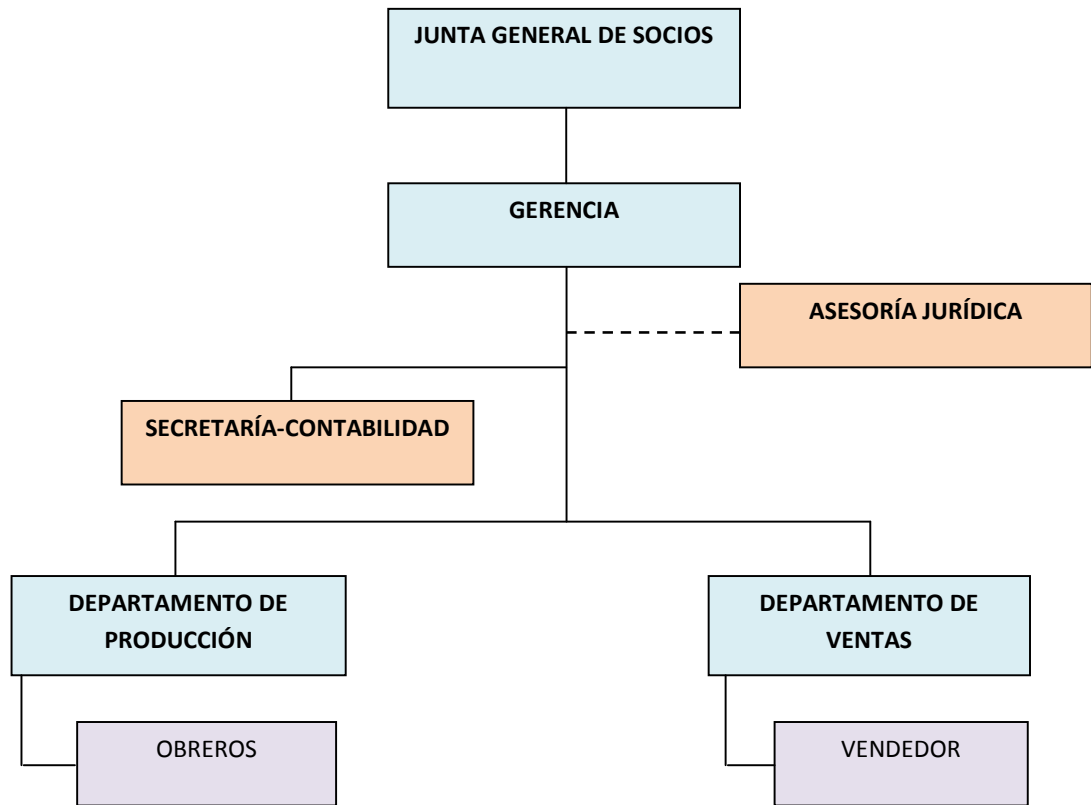 JUNTA GENERAL DE SOCIOS
GERENCIA
ASESORÍA JURÍDICA
SECRETARÍA-CONTABILIDAD
DEPARTAMENTO DE
PRODUCCIÓN
DEPARTAMENTO DE
VENTAS
OBREROS
VENDEDOR